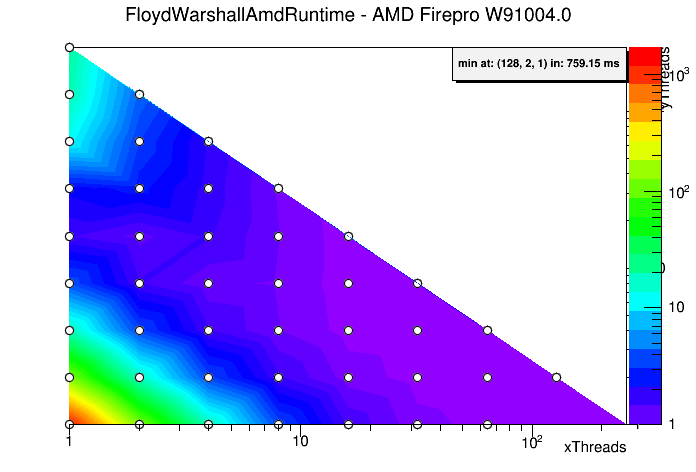 FloydWarshallAmdRuntime - AMD Firepro W91004.0
min at: (128, 2, 1) in: 759.15 ms
yThreads
10³
10²
10
1
1
10
10²
xThreads